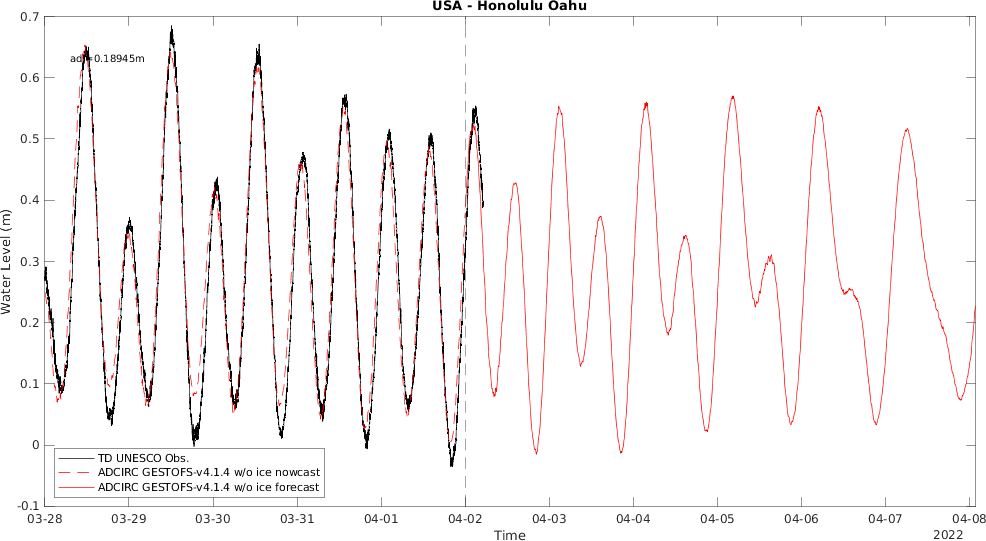 USA - Honolulu Oahu
0.7
0.6
0.5
0.4
0.3
0.2
0.1
0
-0.1
Water Level (m)
=0.18945m
TD UNESCO Obs.
ADCIRC GESTOFS-v4.1.4 w/o ice nowcast
ADCIRC GESTOFS-v4.1.4 w/o ice forecast
03-28 03-29 03-30 03-31 04-01 04-02 04-03 04-04 04-05 04-06 04-07 04-08
Time
2022